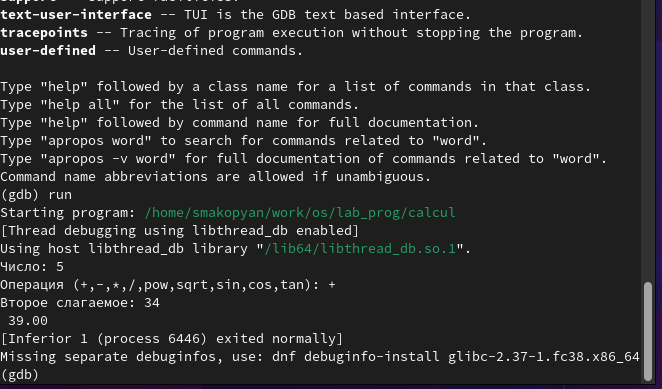 text-user-interface -- TUI is the GDB text based interface.
tracepoints -- Tracing of program execution without stopping the program.
user-defined -- User-defined commands.
Type "help" followed by a class name for a list of commands in that class.
Type "help all" for the list of all commands.
Type "help" followed by command name for full documentation.
Type "apropos word" to search for commands related to "word".
Type "apropos -v word" for full documentation of commands related to "word".
Command name abbreviations are allowed if unambiguous.
(gdb) run
Starting program: /home/smakopyan/work/os/lab_prog/calcul
[Thread debugging using libthread_db enabled]
Using host libthread_db library "/lib64/libthread_db.so.1".
Число: 5
Операция (+,-,*,/,pow,sqrt,sin,cos,tan): +
Второе слагаемое: 34
39.00
[Inferior 1 (process 6446) exited normally]
Missing separate debuginfos, use: dnf debuginfo-install glibc-2.37-1.fc38.x86_64
(gdb)